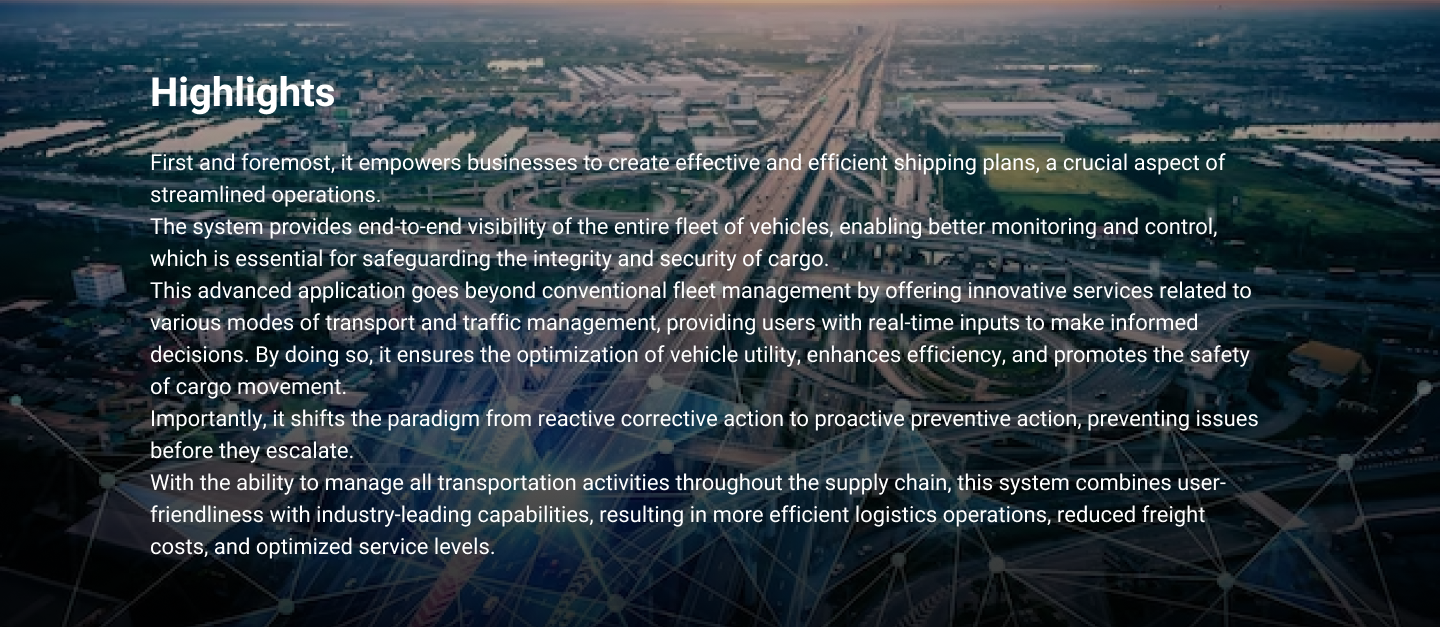 Highlights
First and foremost, it empowers businesses to create effective and efficient shipping plans, a crucial aspect of
streamlined operations.
The system provides end-to-end visibility of the entire fleet of vehicles, enabling better monitoring and control,
which is essential for safeguarding the integrity and security of cargo.
This advanced application goes beyond conventional fleet management by offering innovative services related to
various modes of transport and traffic management, providing users with real-time inputs to make informed
decisions. By doing so, it ensures the optimization of vehicle utility, enhances efficiency, and promotes the safety
of cargo movement.
Importantly, it shifts the paradigm from reactive corrective action to proactive preventive action, preventing issues
before they escalate.
With the ability to manage all transportation activities throughout the supply chain, this system combines user-
friendliness with industry-leading capabilities, resulting in more efficient logistics operations, reduced freight
costs, and optimized service levels.